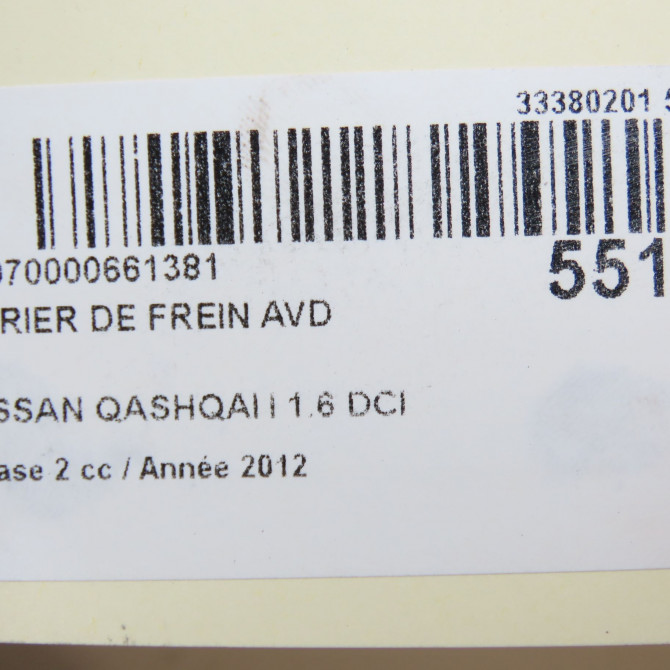 33380201 5
070000661381
551
RIER DE FREIN AVD
SSAN QASHQAI I 1.6 DCI
ase 2 cc / Année 2012